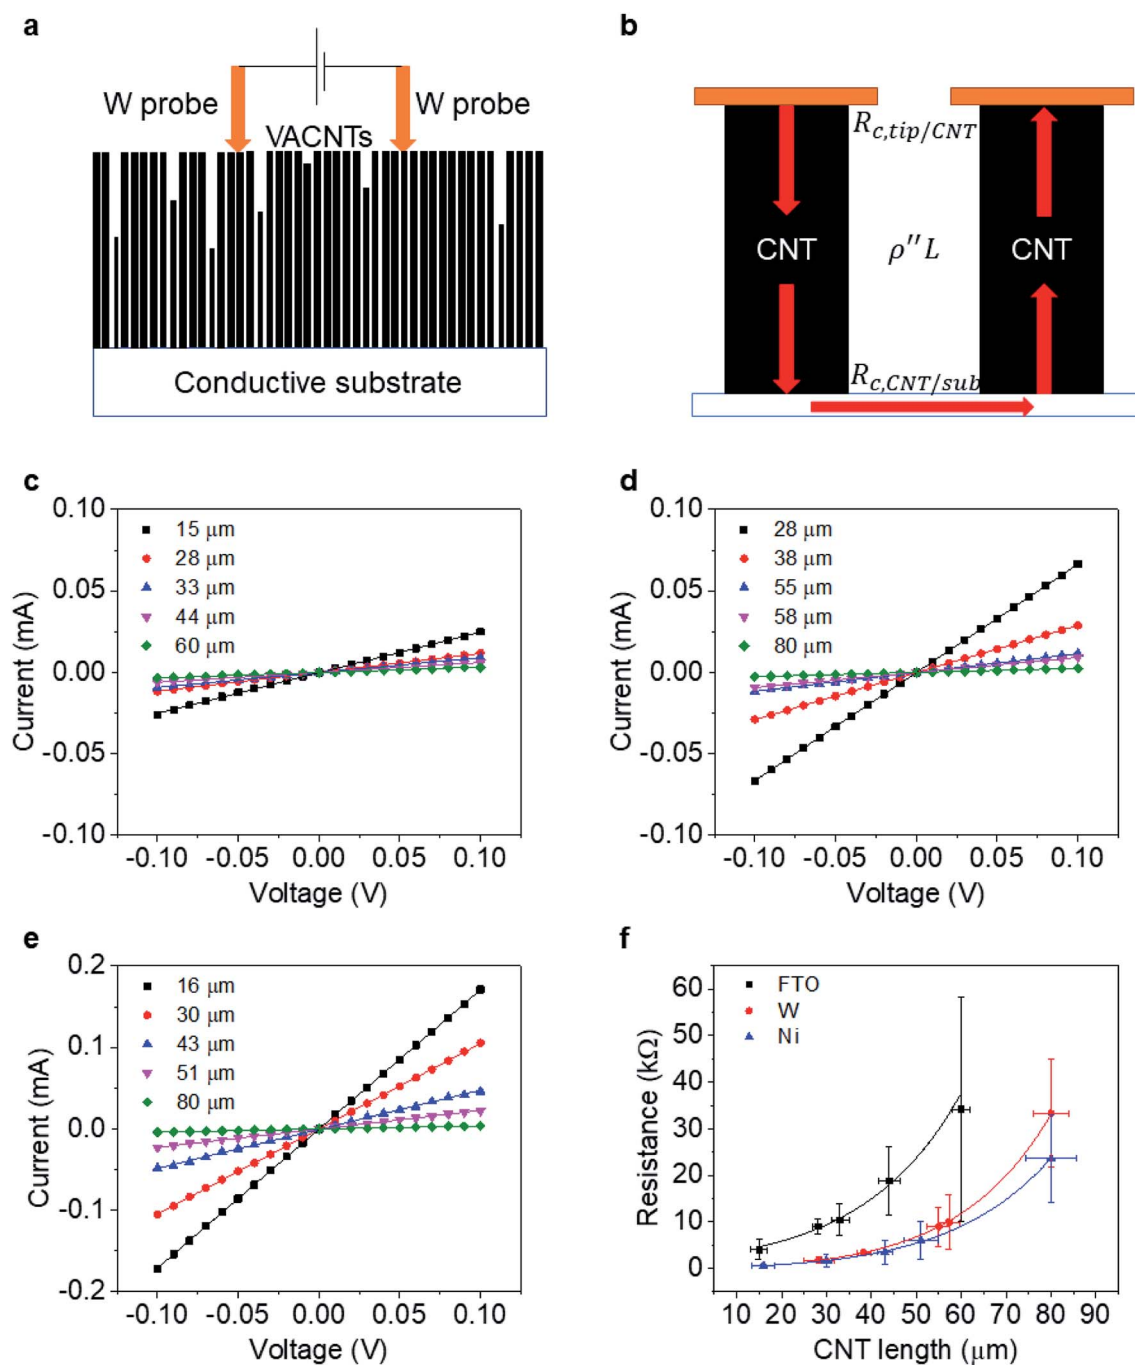 a
W probe
W probe
VACNTs
Conductive substrate
b
R_{c,tip/CNT}
CNT
ρ''L
CNT
R_{c,CNT/sub}
c
0.10
0.05
0.00
-0.05
-0.10
Current (mA)
15 μm
28 μm
33 μm
44 μm
60 μm
-0.10 -0.05 0.00 0.05 0.10
Voltage (V)
d
0.10
0.05
0.00
-0.05
-0.10
Current (mA)
28 μm
38 μm
55 μm
58 μm
80 μm
-0.10 -0.05 0.00 0.05 0.10
Voltage (V)
e
0.2
0.1
0.0
-0.1
-0.2
Current (mA)
16 μm
30 μm
43 μm
51 μm
80 μm
-0.10 -0.05 0.00 0.05 0.10
Voltage (V)
f
60
50
40
30
20
10
0
Resistance (kΩ)
FTO
W
Ni
10 20 30 40 50 60 70 80 90
CNT length (μm)